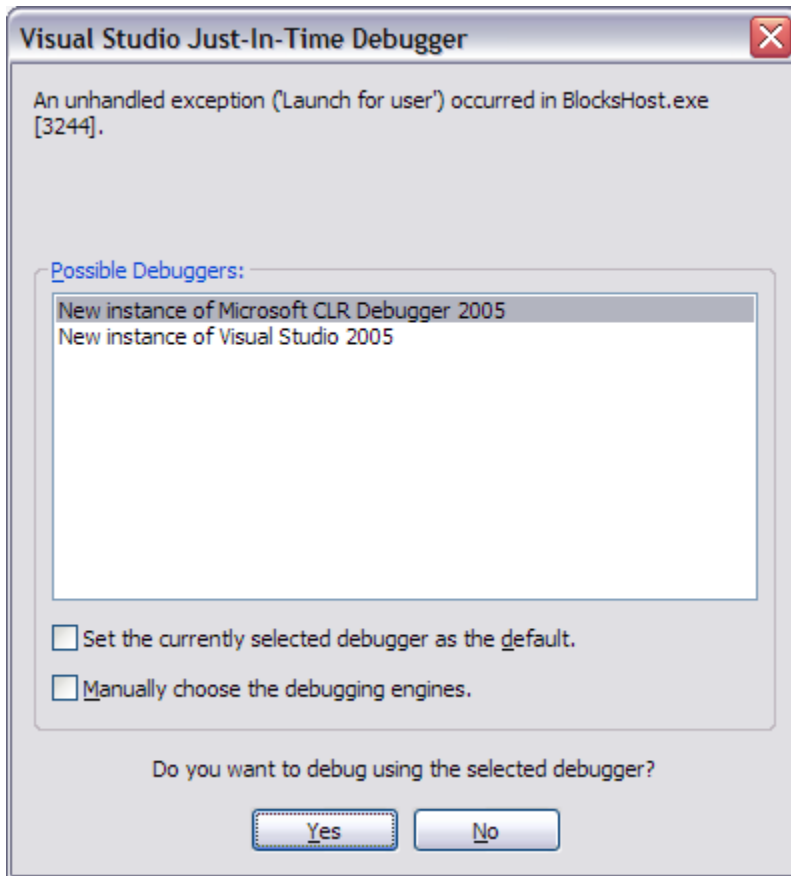 Visual Studio Just-In-Time Debugger
An unhandled exception ('Launch for user') occurred in BlocksHost.exe
[3244].
Possible Debuggers:
New instance of Microsoft CLR Debugger 2005
New instance of Visual Studio 2005
Set the currently selected debugger as the default.
Manually choose the debugging engines.
Do you want to debug using the selected debugger?
Yes
No